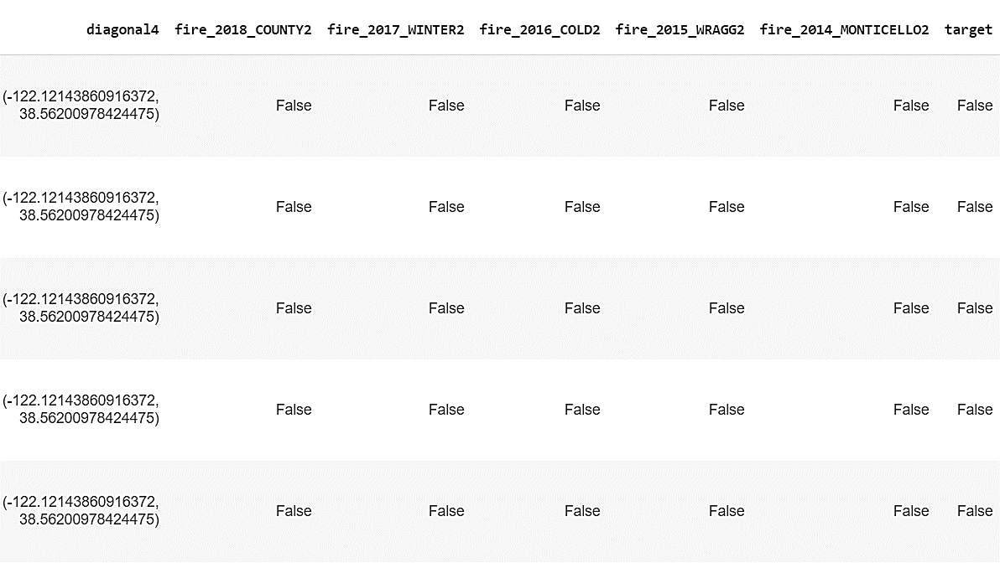 diagonal4 fire_2018_COUNTY2 fire_2017_WINTER2 fire_2016_COLD2 fire_2015_WRAGG2 fire_2014_MONTICELLO2 target
(-122.12143860916372,
38.56200978424475) False False False False False False
(-122.12143860916372,
38.56200978424475) False False False False False False
(-122.12143860916372,
38.56200978424475) False False False False False False
(-122.12143860916372,
38.56200978424475) False False False False False False
(-122.12143860916372,
38.56200978424475) False False False False False False